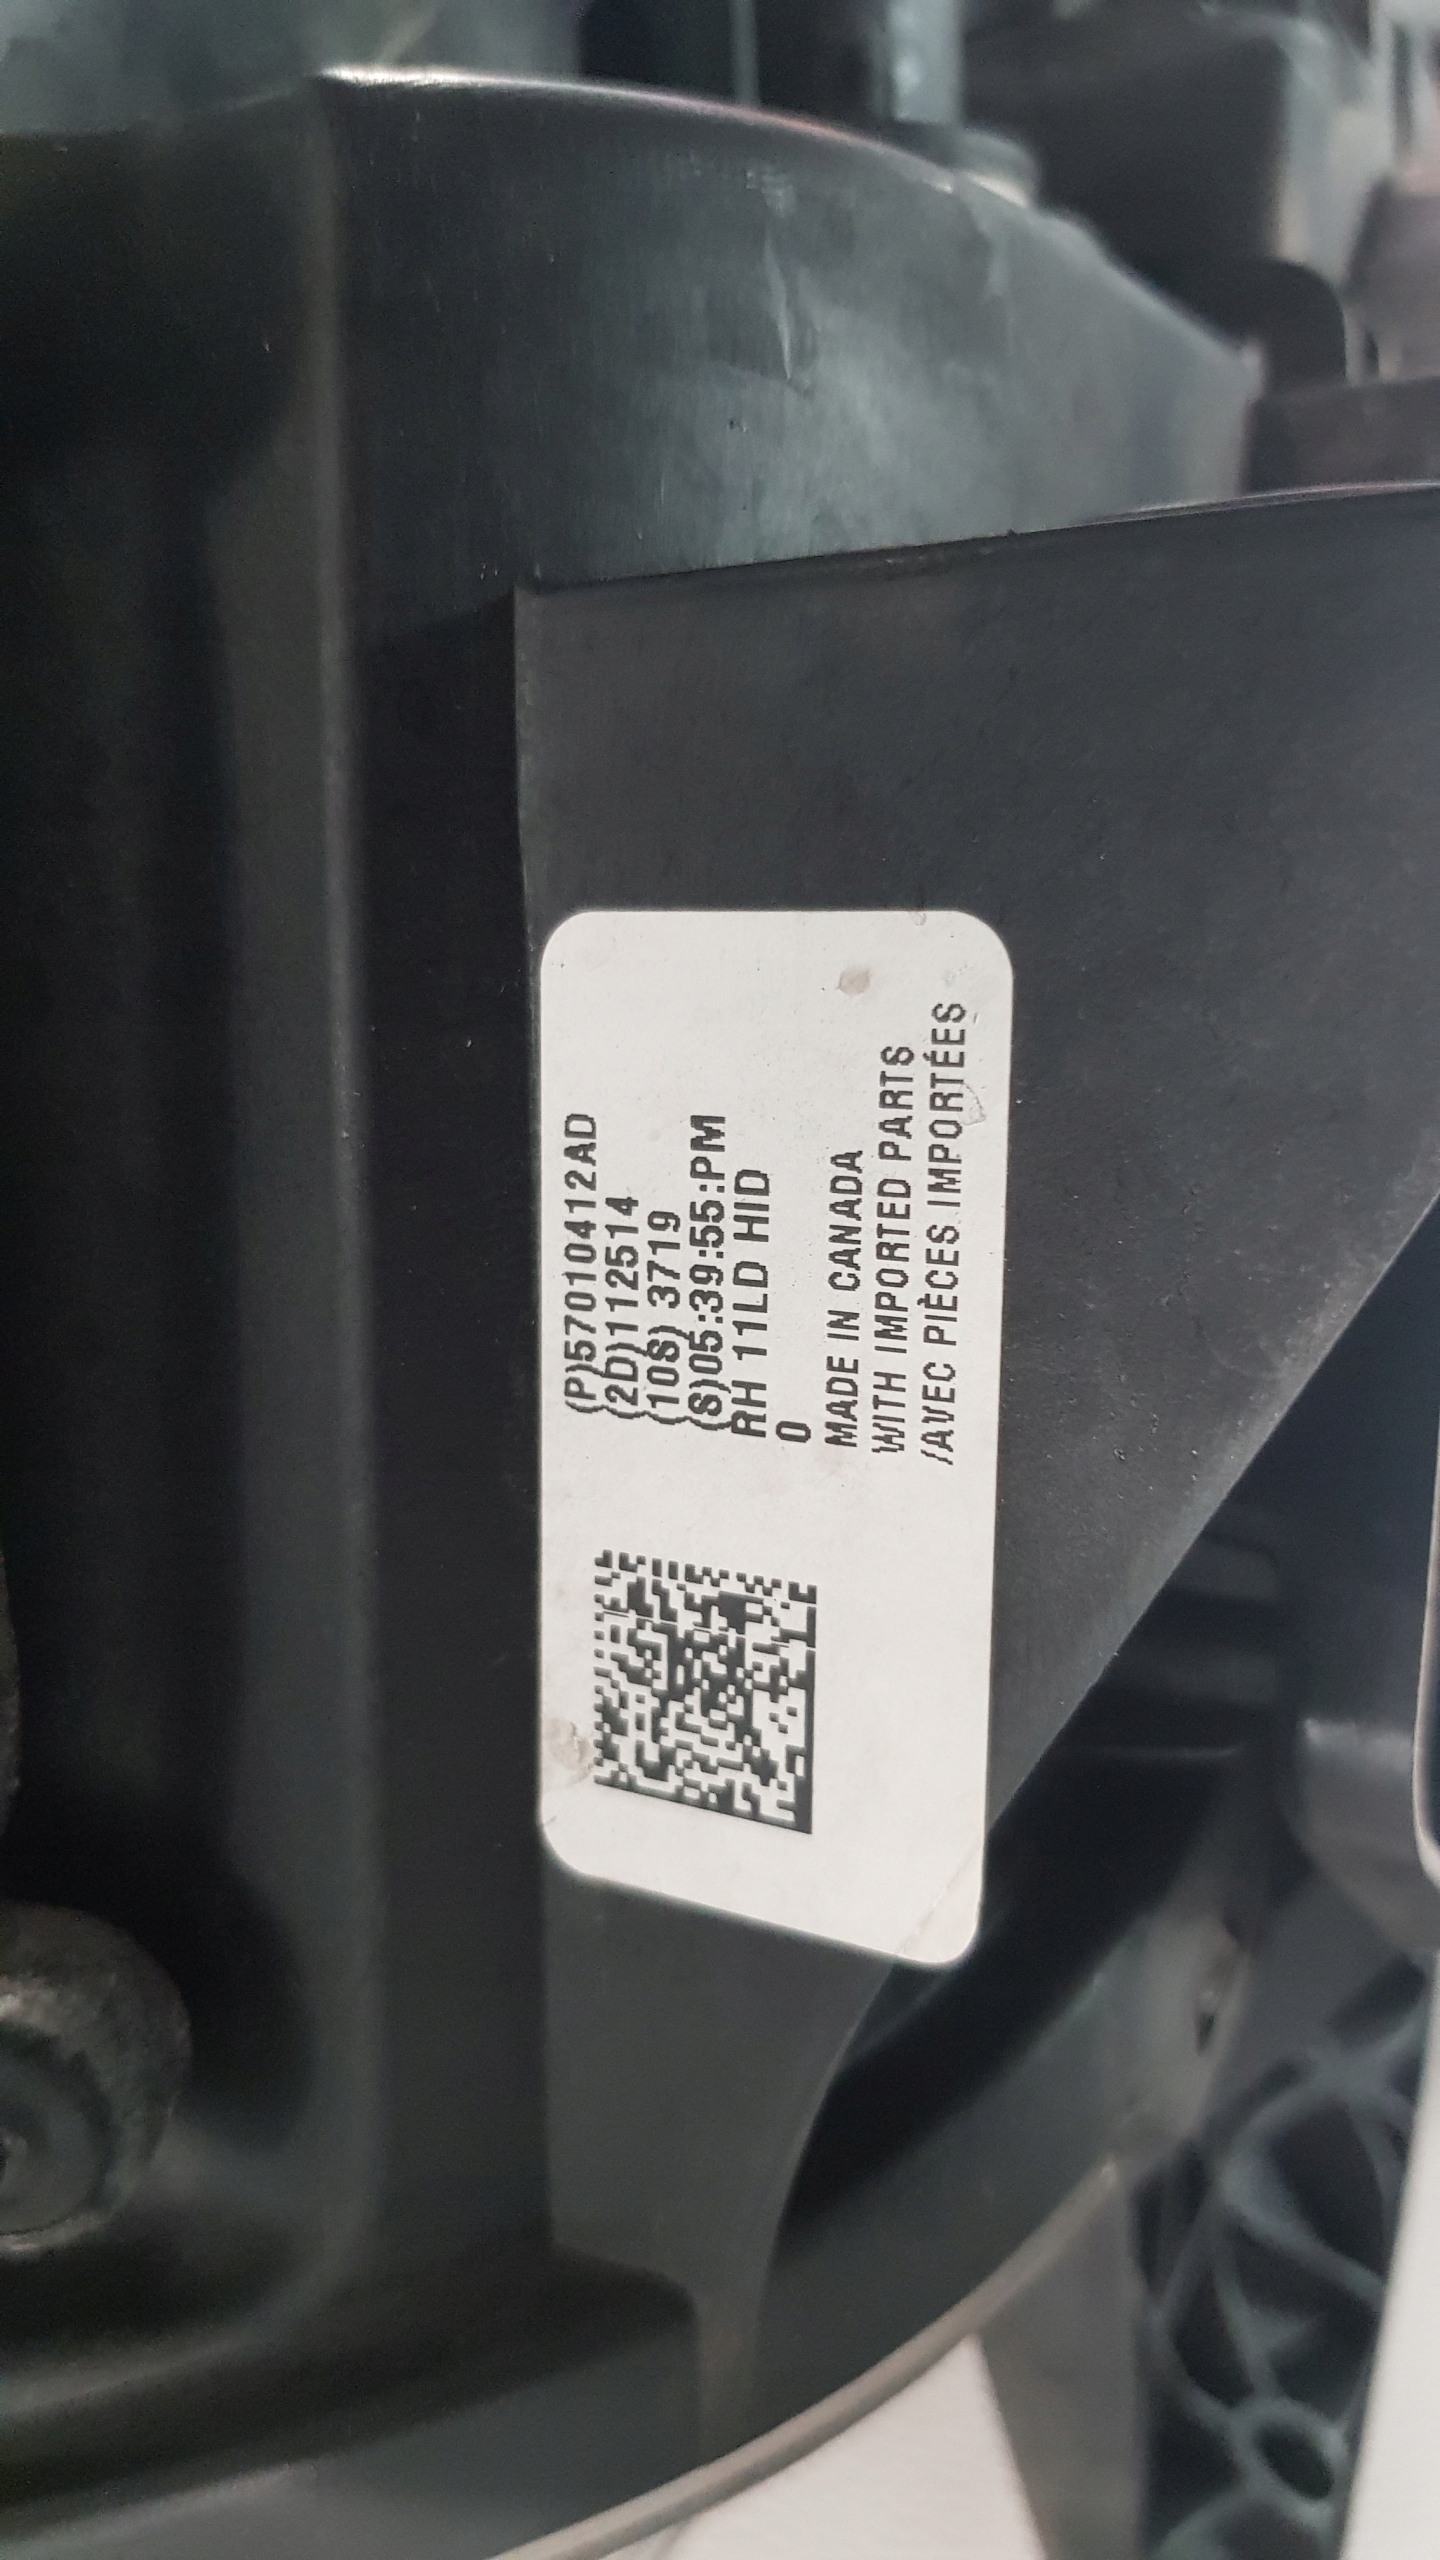 (P)57010412AD
(2D)112514
(10S) 3719
(S)05:39:55:PM
RH 11LD HID
0
MADE IN CANADA
WITH IMPORTED PARTS
/AVEC PIÈCES IMPORTÉES